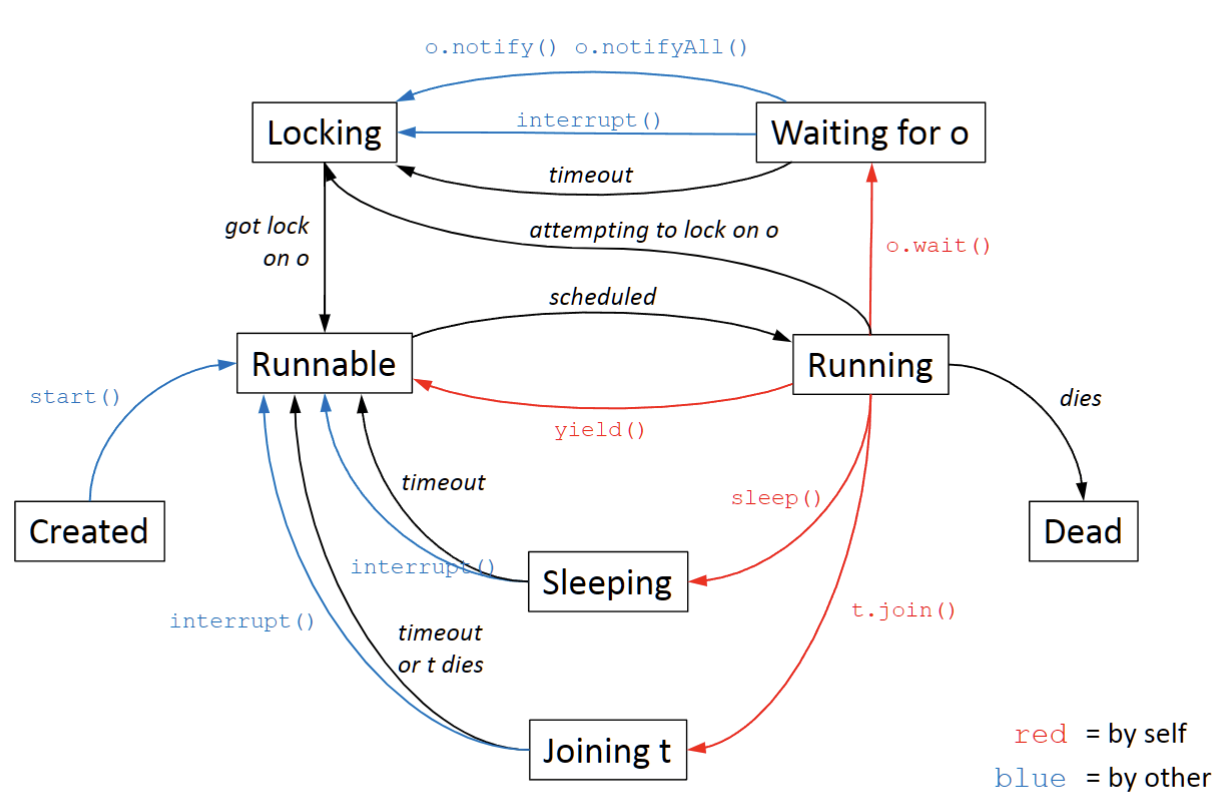 o.notify() o.notifyAll()
Locking
interrupt()
Waiting for o
timeout
got lock
on o
attempting to lock on o
o.wait()
scheduled
Runnable
Running
start()
yield()
dies
timeout
sleep()
Created
Dead
interrupt()
Sleeping
interrupt()
t.join()
timeout
or t dies
Joining t
red = by self
blue = by other